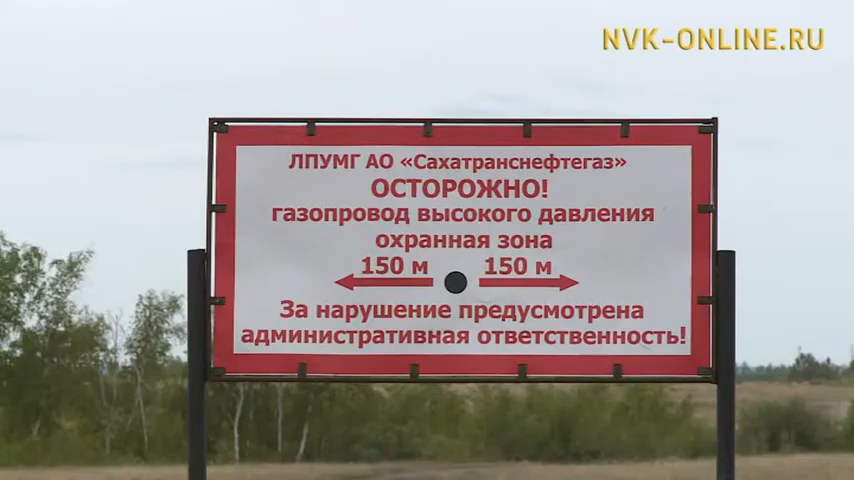 NVK-ONLINE.RU
ЛПУМГ АО «Сахатранснефтегаз»
ОСТОРОЖНО!
газопровод высокого давления
охранная зона
150 м 150 м
За нарушение предусмотрена
административная ответственность!